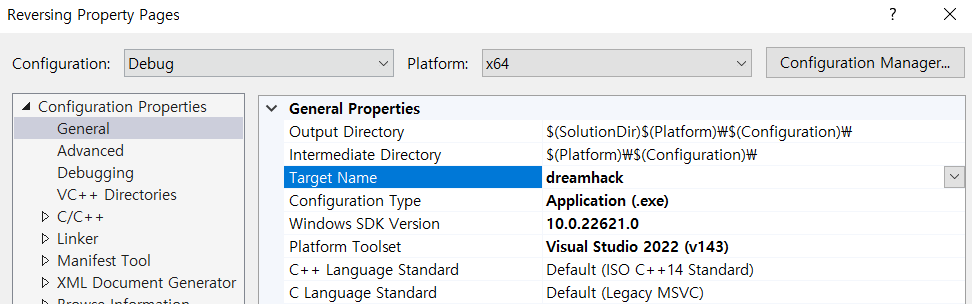 Reversing Property Pages
Configuration: Debug Platform: x64 Configuration Manager...
Configuration Properties
General
Advanced
Debugging
VC++ Directories
C/C++
Linker
Manifest Tool
XML Document Generator
Browse Information
General Properties
Output Directory $(SolutionDir)$(Platform)₩$(Configuration)₩
Intermediate Directory $(Platform)₩$(Configuration)₩
Target Name dreamhack
Configuration Type Application (.exe)
Windows SDK Version 10.0.22621.0
Platform Toolset Visual Studio 2022 (v143)
C++ Language Standard Default (ISO C++14 Standard)
C Language Standard Default (Legacy MSVC)